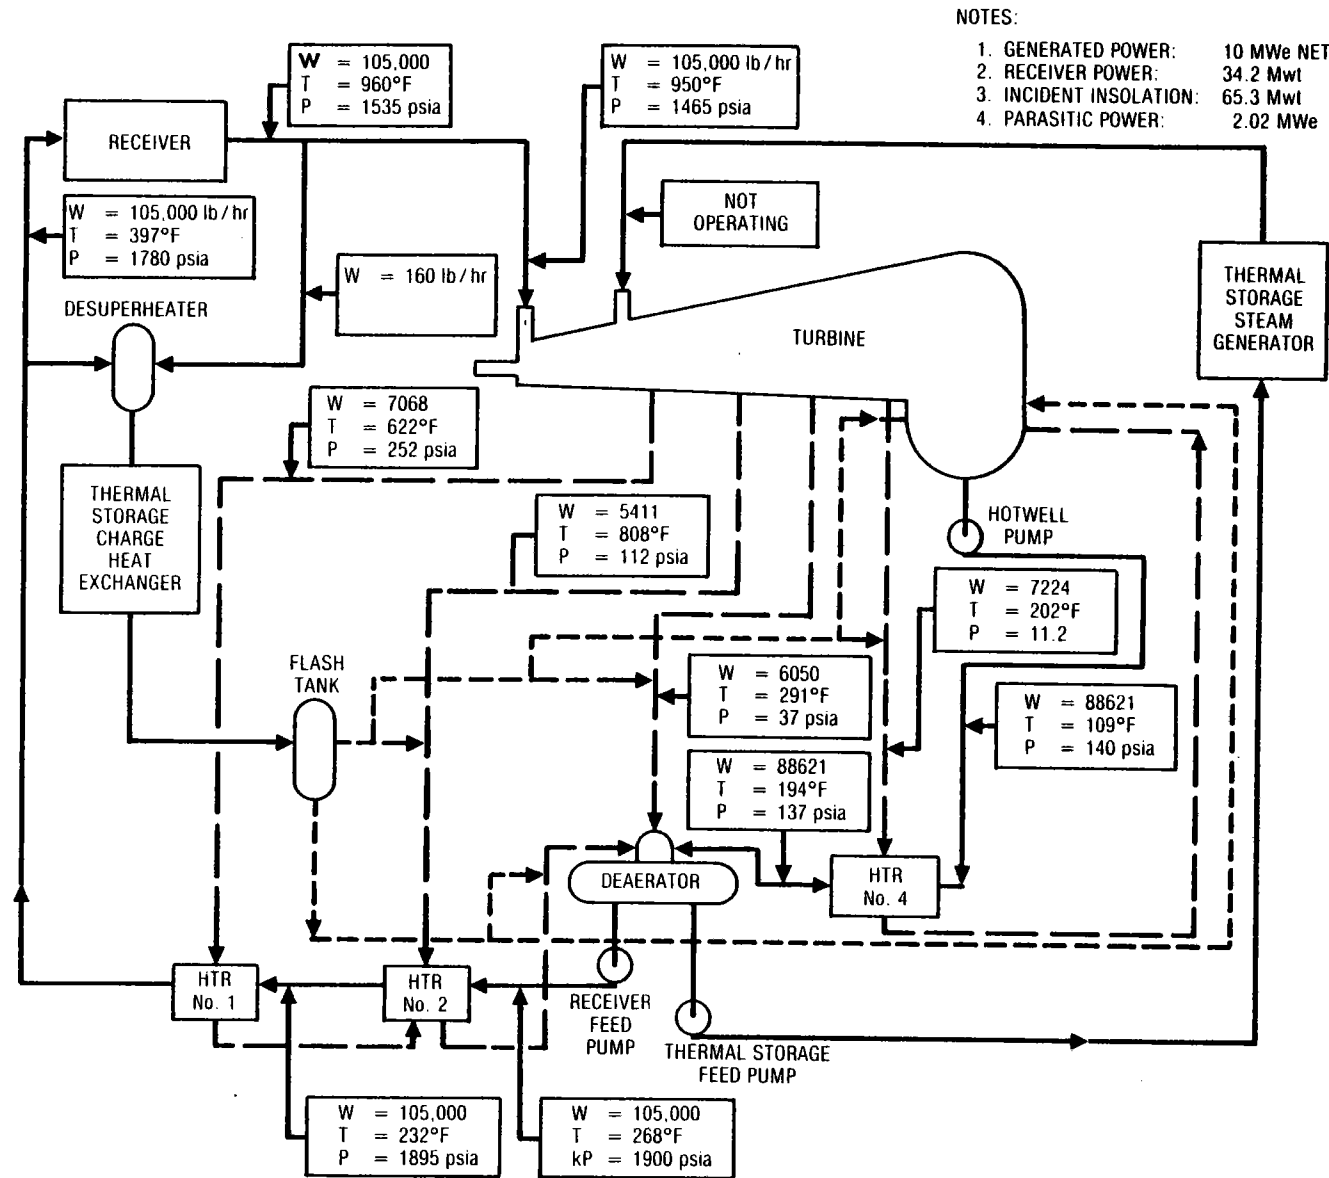 NOTES:
1. GENERATED POWER: 10 MWe NET
2. RECEIVER POWER: 34.2 Mwt
3. INCIDENT INSOLATION: 65.3 Mwt
4. PARASITIC POWER: 2.02 MWe
W = 105,000
T = 960°F
P = 1535 psia
W = 105,000 lb/hr
T = 950°F
P = 1465 psia
RECEIVER
NOT
OPERATING
W = 105,000 lb/hr
T = 397°F
P = 1780 psia
W = 160 lb/hr
THERMAL
STORAGE
STEAM
GENERATOR
DESUPERHEATER
TURBINE
W = 7068
T = 622°F
P = 252 psia
THERMAL
STORAGE
CHARGE
HEAT
EXCHANGER
W = 5411
T = 808°F
P = 112 psia
HOTWELL
PUMP
W = 7224
T = 202°F
P = 11.2
FLASH
TANK
W = 6050
T = 291°F
P = 37 psia
W = 88621
T = 109°F
P = 140 psia
W = 88621
T = 194°F
P = 137 psia
DEAERATOR
HTR
No. 4
HTR
No. 1
HTR
No. 2
RECEIVER
FEED
PUMP
THERMAL STORAGE
FEED PUMP
W = 105,000
T = 232°F
P = 1895 psia
W = 105,000
T = 268°F
kP = 1900 psia